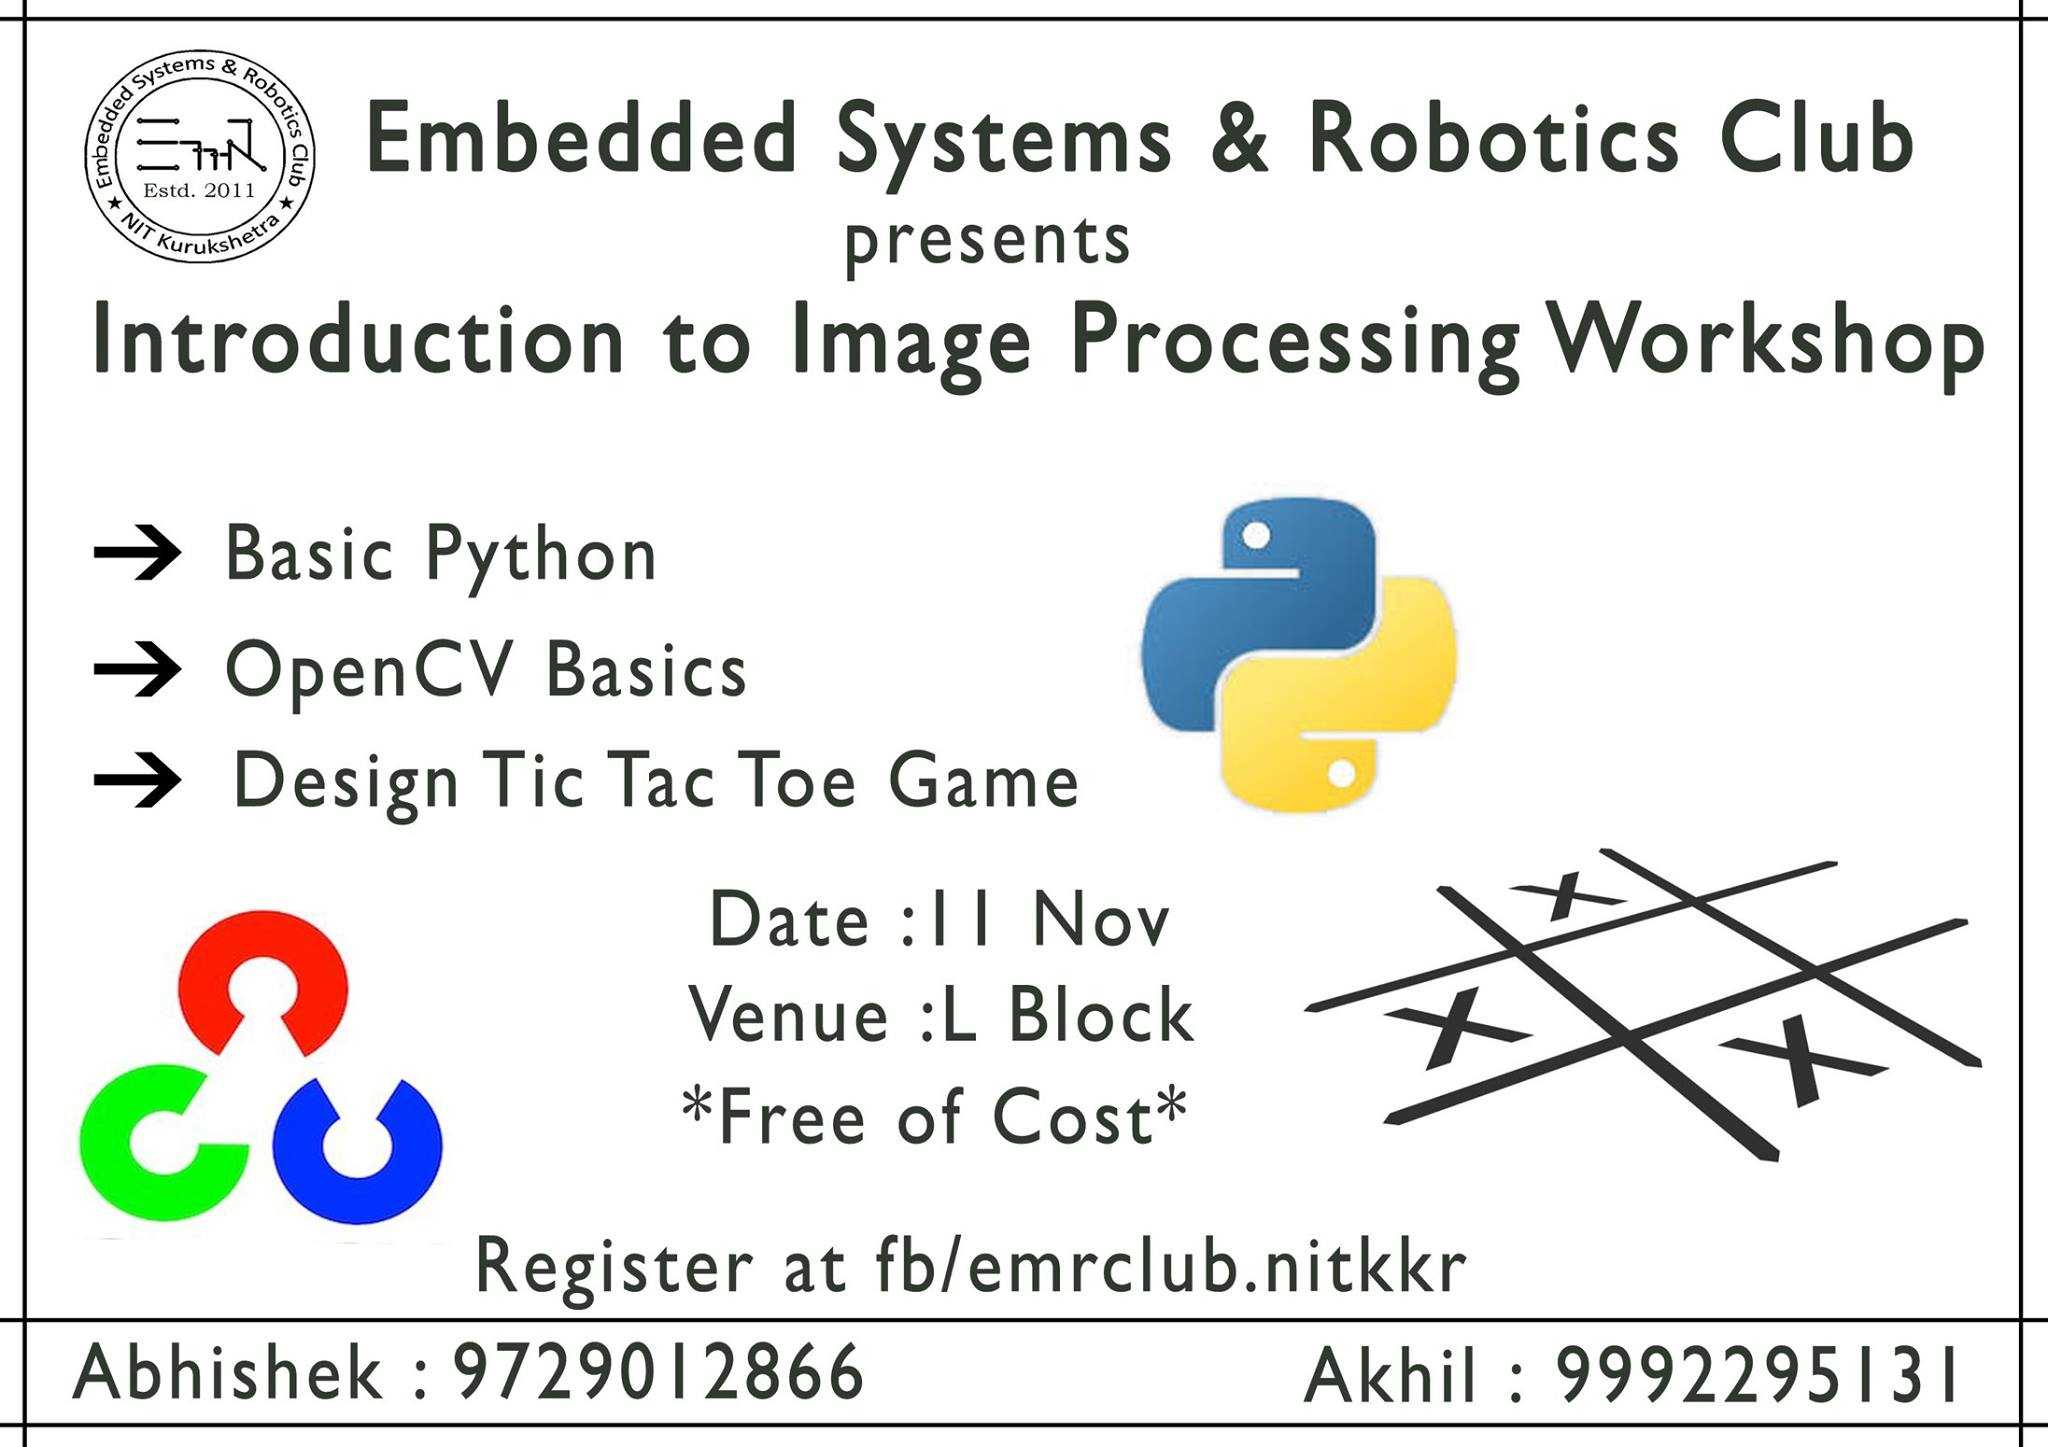 Embedded Systems & Robotics Club
Estd. 2011
★ NIT Kurukshetra ★
Embedded Systems & Robotics Club
presents
Introduction to Image Processing Workshop
→ Basic Python
→ OpenCV Basics
→ Design Tic Tac Toe Game
Date :11 Nov
Venue :L Block
*Free of Cost*
Register at fb/emrclub.nitkkr
Abhishek : 9729012866
Akhil : 9992295131